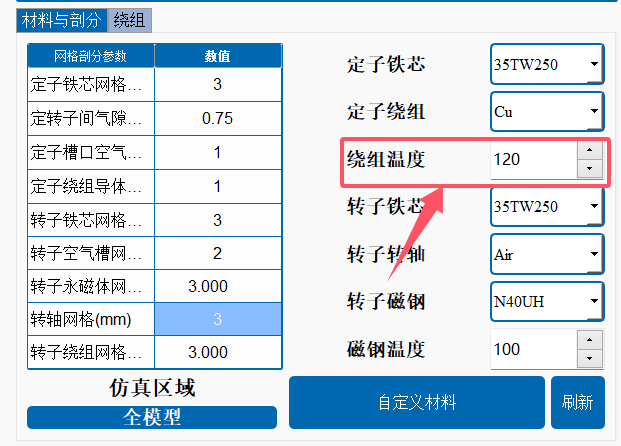 材料与剖分 绕组
网格剖分参数 数值
定子铁芯网格... 3
定转子间气隙... 0.75
定子槽口空气... 1
定子绕组导体... 1
转子铁芯网格... 3
转子空气槽网... 2
转子永磁体网... 3.000
转轴网格(mm) 3
转子绕组网格... 3.000
仿真区域
全模型
定子铁芯 35TW250
定子绕组 Cu
绕组温度 120
转子铁芯 35TW250
转子转轴 Air
转子磁钢 N40UH
磁钢温度 100
自定义材料 刷新